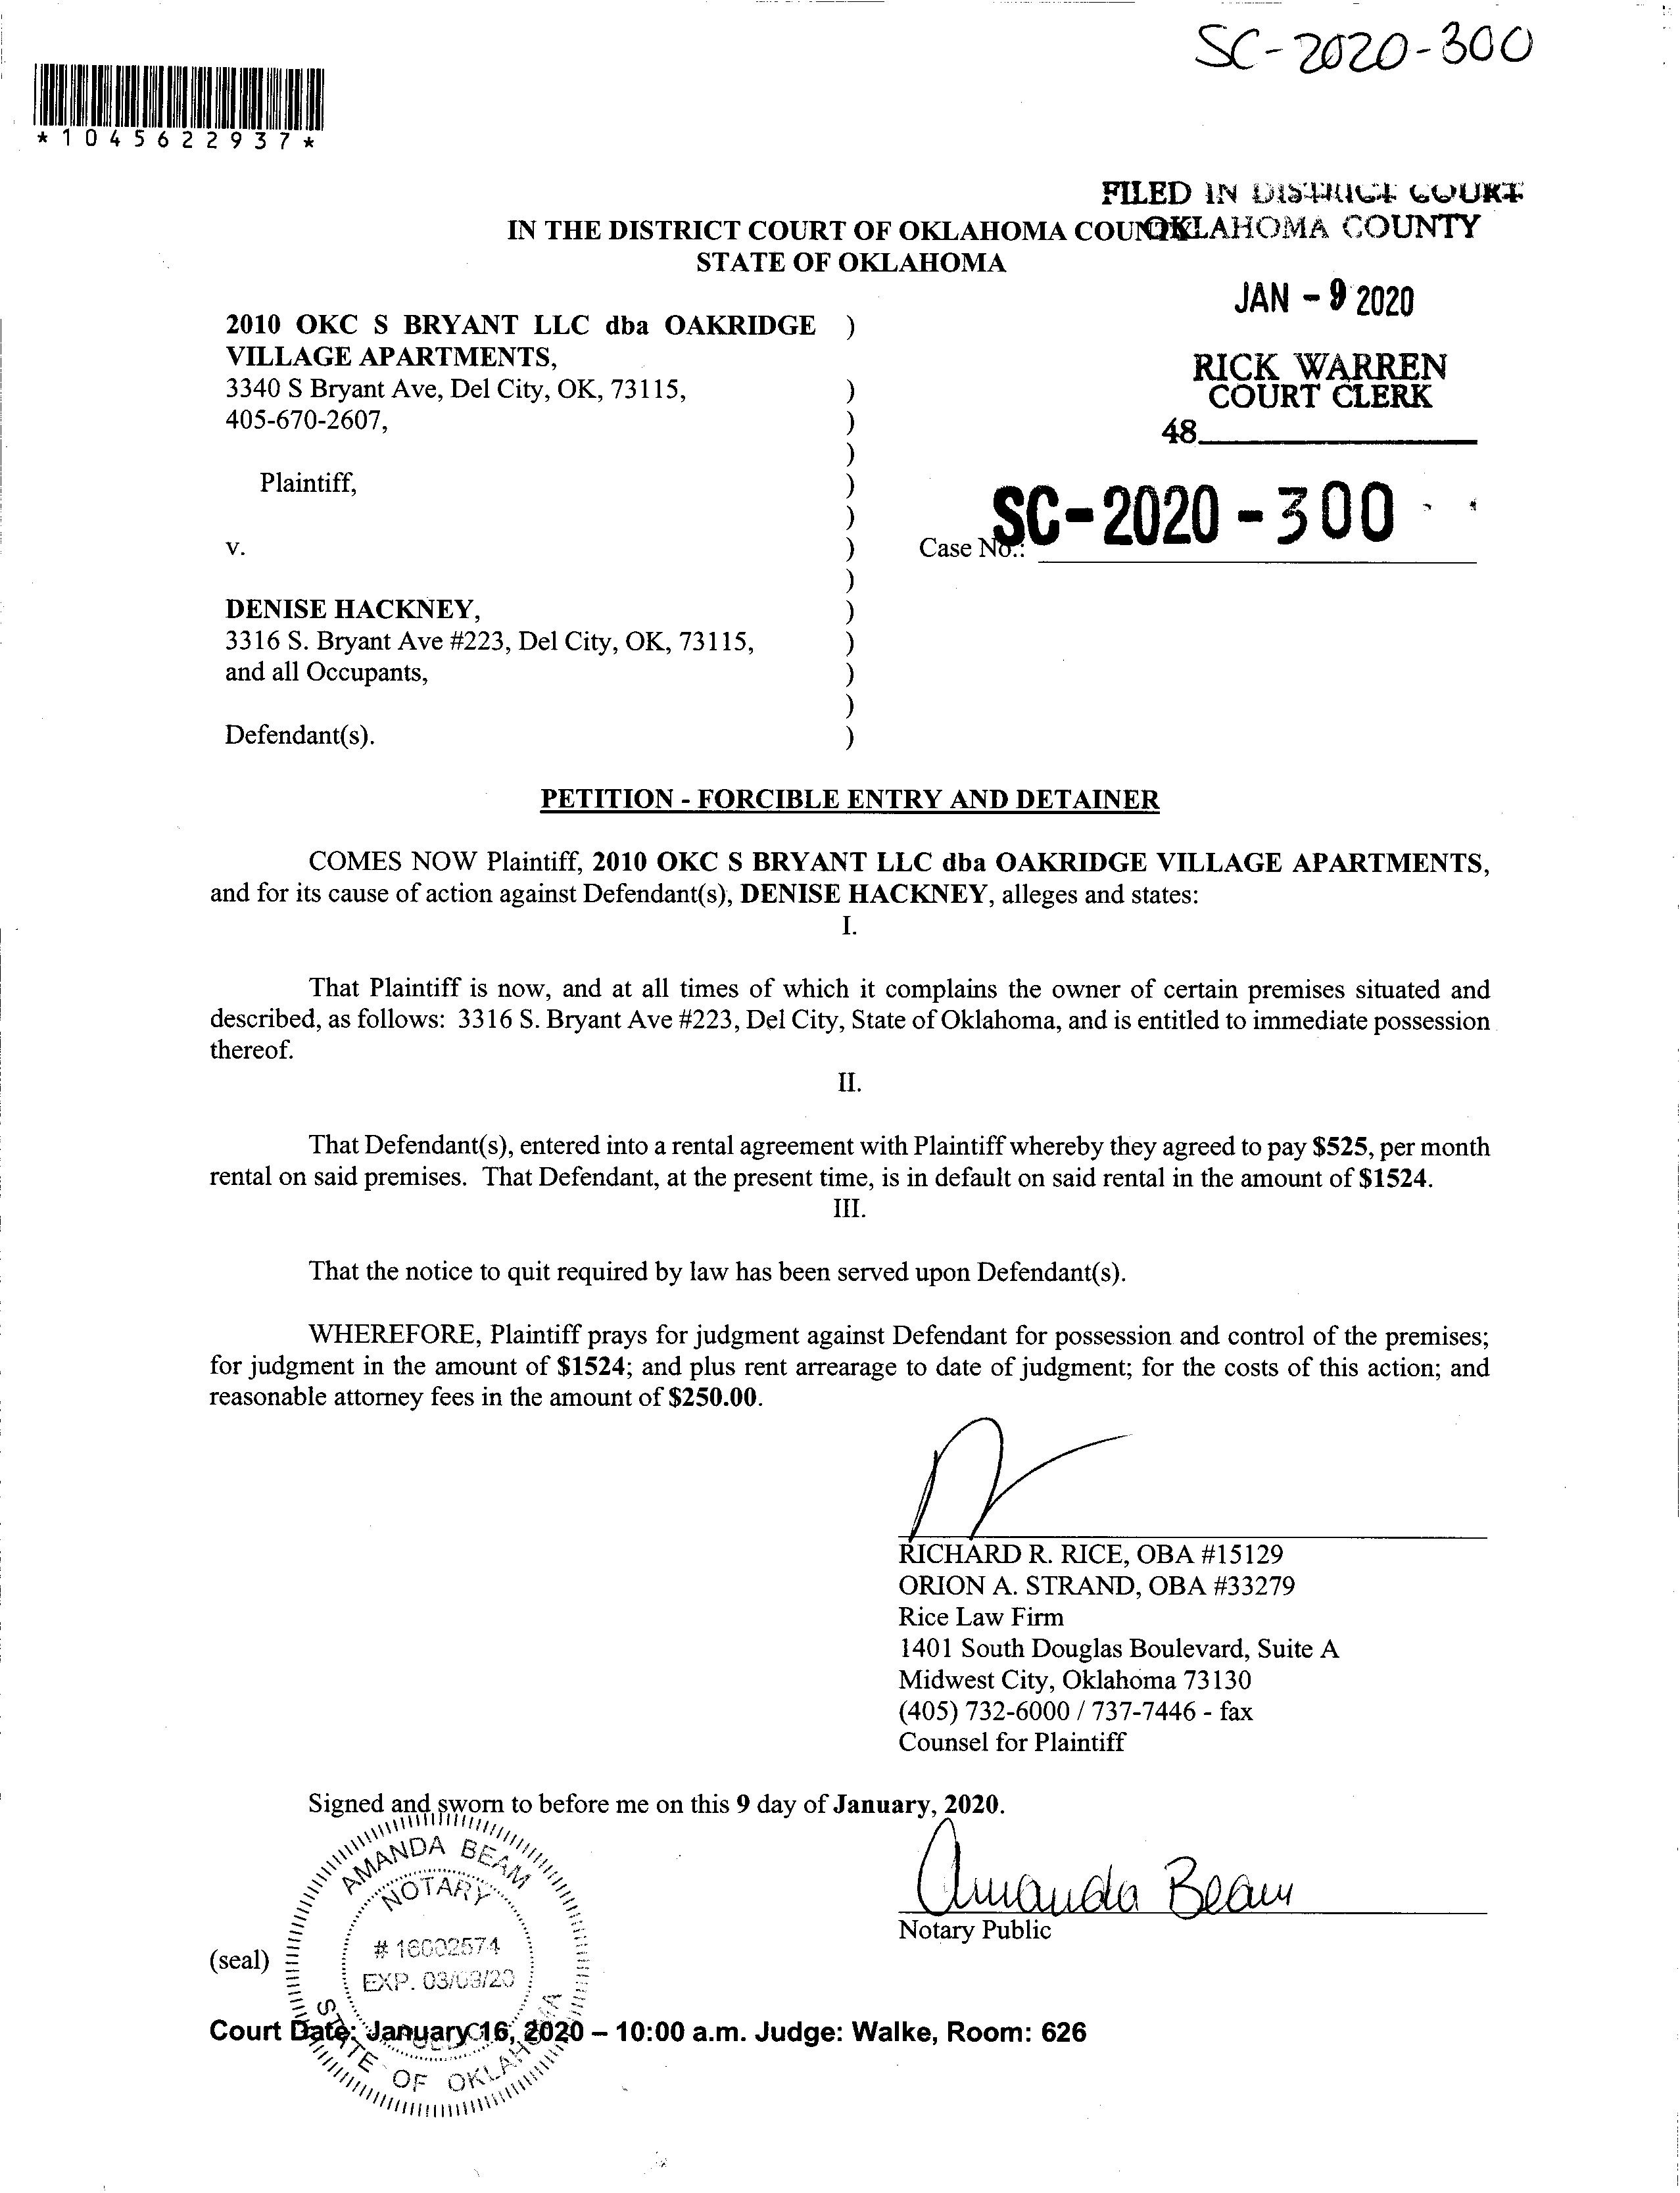 SC-2020-300
*1045622937*
FILED IN DISTRICT COURT
OKLAHOMA COUNTY
IN THE DISTRICT COURT OF OKLAHOMA
STATE OF OKLAHOMA
JAN - 9 2020
RICK WARREN
COURT CLERK
48
2010 OKC S BRYANT LLC dba OAKRIDGE )
VILLAGE APARTMENTS,
3340 S Bryant Ave, Del City, OK, 73115, )
405-670-2607, )
)
Plaintiff, )
)
v. ) Case No.: SC-2020-300
)
DENISE HACKNEY, )
3316 S. Bryant Ave #223, Del City, OK, 73115, )
and all Occupants, )
)
Defendant(s). )
PETITION - FORCIBLE ENTRY AND DETAINER
COMES NOW Plaintiff, 2010 OKC S BRYANT LLC dba OAKRIDGE VILLAGE APARTMENTS,
and for its cause of action against Defendant(s), DENISE HACKNEY, alleges and states:
I.
That Plaintiff is now, and at all times of which it complains the owner of certain premises situated and
described, as follows: 3316 S. Bryant Ave #223, Del City, State of Oklahoma, and is entitled to immediate possession
thereof.
II.
That Defendant(s), entered into a rental agreement with Plaintiff whereby they agreed to pay $525, per month
rental on said premises. That Defendant, at the present time, is in default on said rental in the amount of $1524.
III.
That the notice to quit required by law has been served upon Defendant(s).
WHEREFORE, Plaintiff prays for judgment against Defendant for possession and control of the premises;
for judgment in the amount of $1524; and plus rent arrearage to date of judgment; for the costs of this action; and
reasonable attorney fees in the amount of $250.00.
RICHARD R. RICE, OBA #15129
ORION A. STRAND, OBA #33279
Rice Law Firm
1401 South Douglas Boulevard, Suite A
Midwest City, Oklahoma 73130
(405) 732-6000 / 737-7446 - fax
Counsel for Plaintiff
Signed and sworn to before me on this 9 day of January, 2020.
Amanda Beam
Notary Public
(seal)
AMANDA BEAM
NOTARY
# 16002574
EXP. 03/03/20
STATE OF OKLAHOMA
Court Date: January 16, 2020 – 10:00 a.m. Judge: Walke, Room: 626